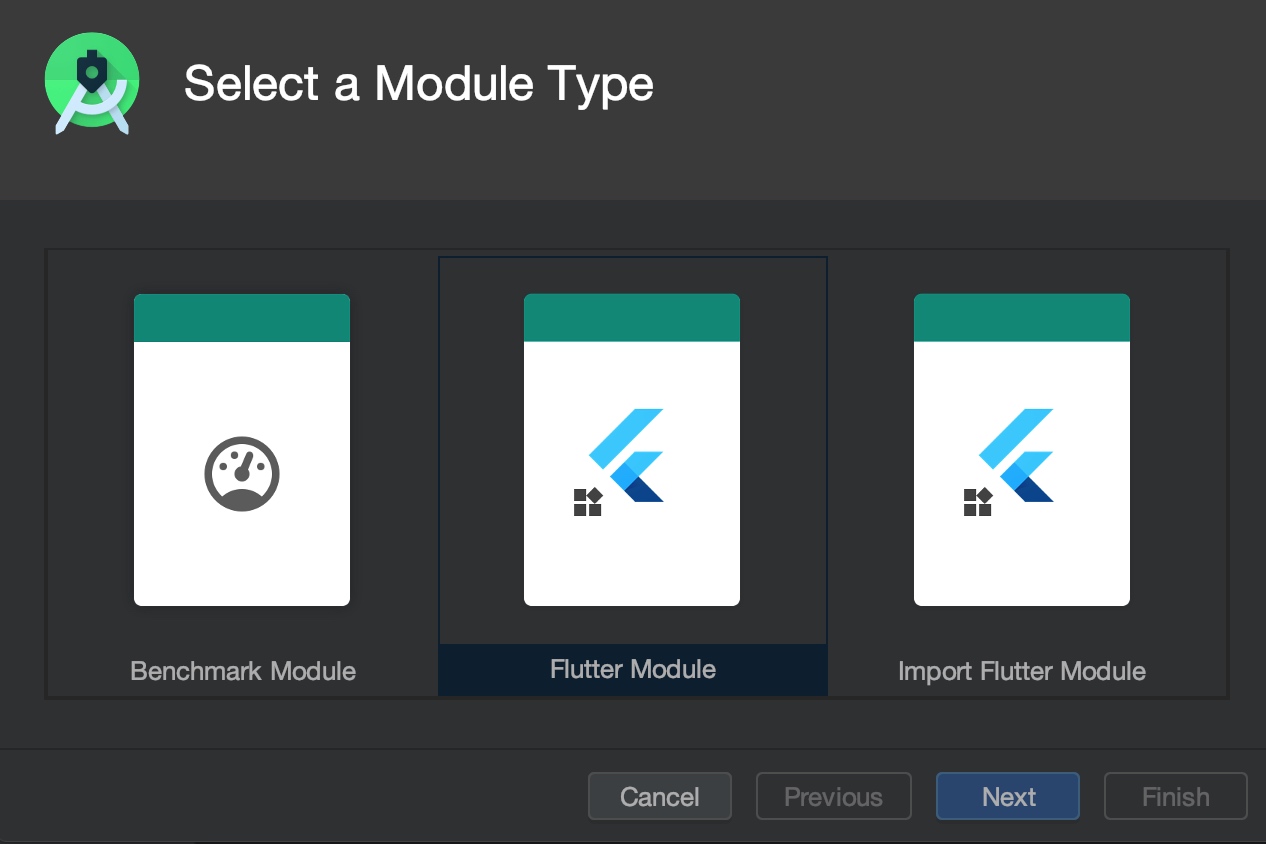 Select a Module Type
Benchmark Module
Flutter Module
Import Flutter Module
Cancel
Previous
Next
Finish